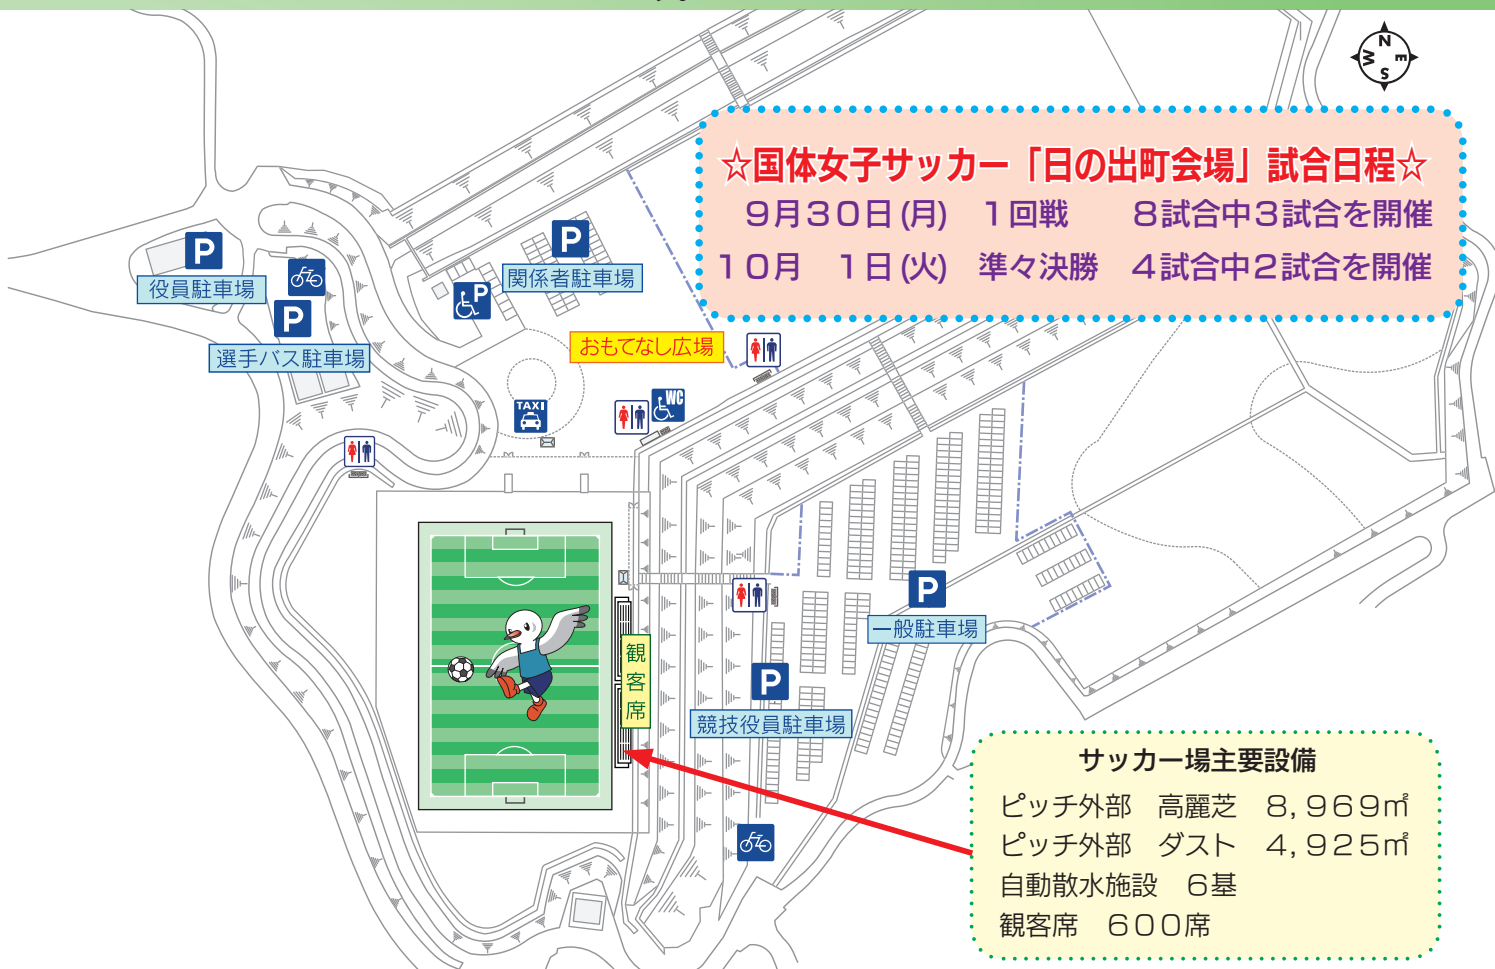 N
W
E
S
☆国体女子サッカー「日の出町会場」試合日程☆
9月30日(月) 1回戦 8試合中3試合を開催
10月 1日(火) 準々決勝 4試合中2試合を開催
P
役員駐車場
P
選手バス駐車場
P
関係者駐車場
P
おもてなし広場
TAXI
WC
観客席
P
一般駐車場
P
競技役員駐車場
サッカー場主要設備
ピッチ外部 高麗芝 8,969㎡
ピッチ外部 ダスト 4,925㎡
自動散水施設 6基
観客席 600席